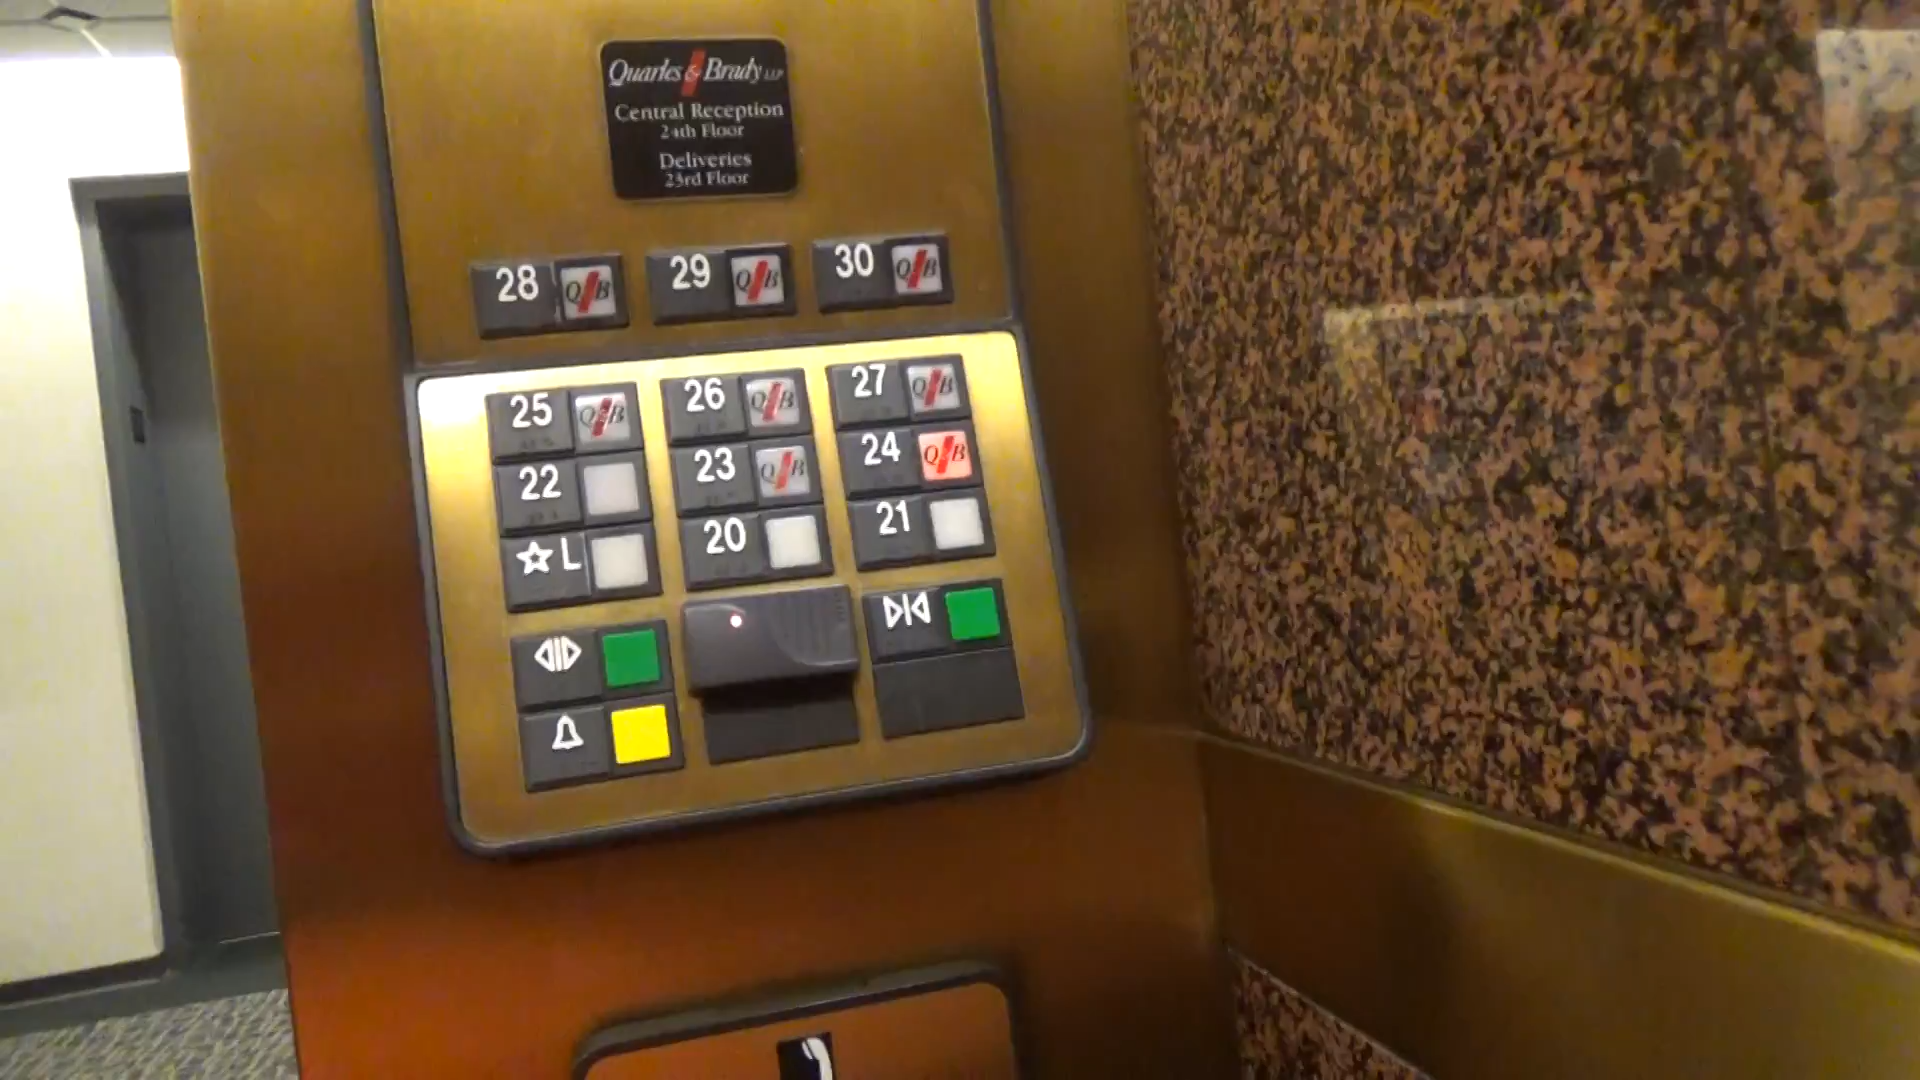 Quarles & Brady LLP
Central Reception
24th Floor
Deliveries
23rd Floor
28 Q/B 29 Q/B 30 Q/B
25 Q/B 26 Q/B 27 Q/B
22 23 Q/B 24 Q/B
☆ L 20 21